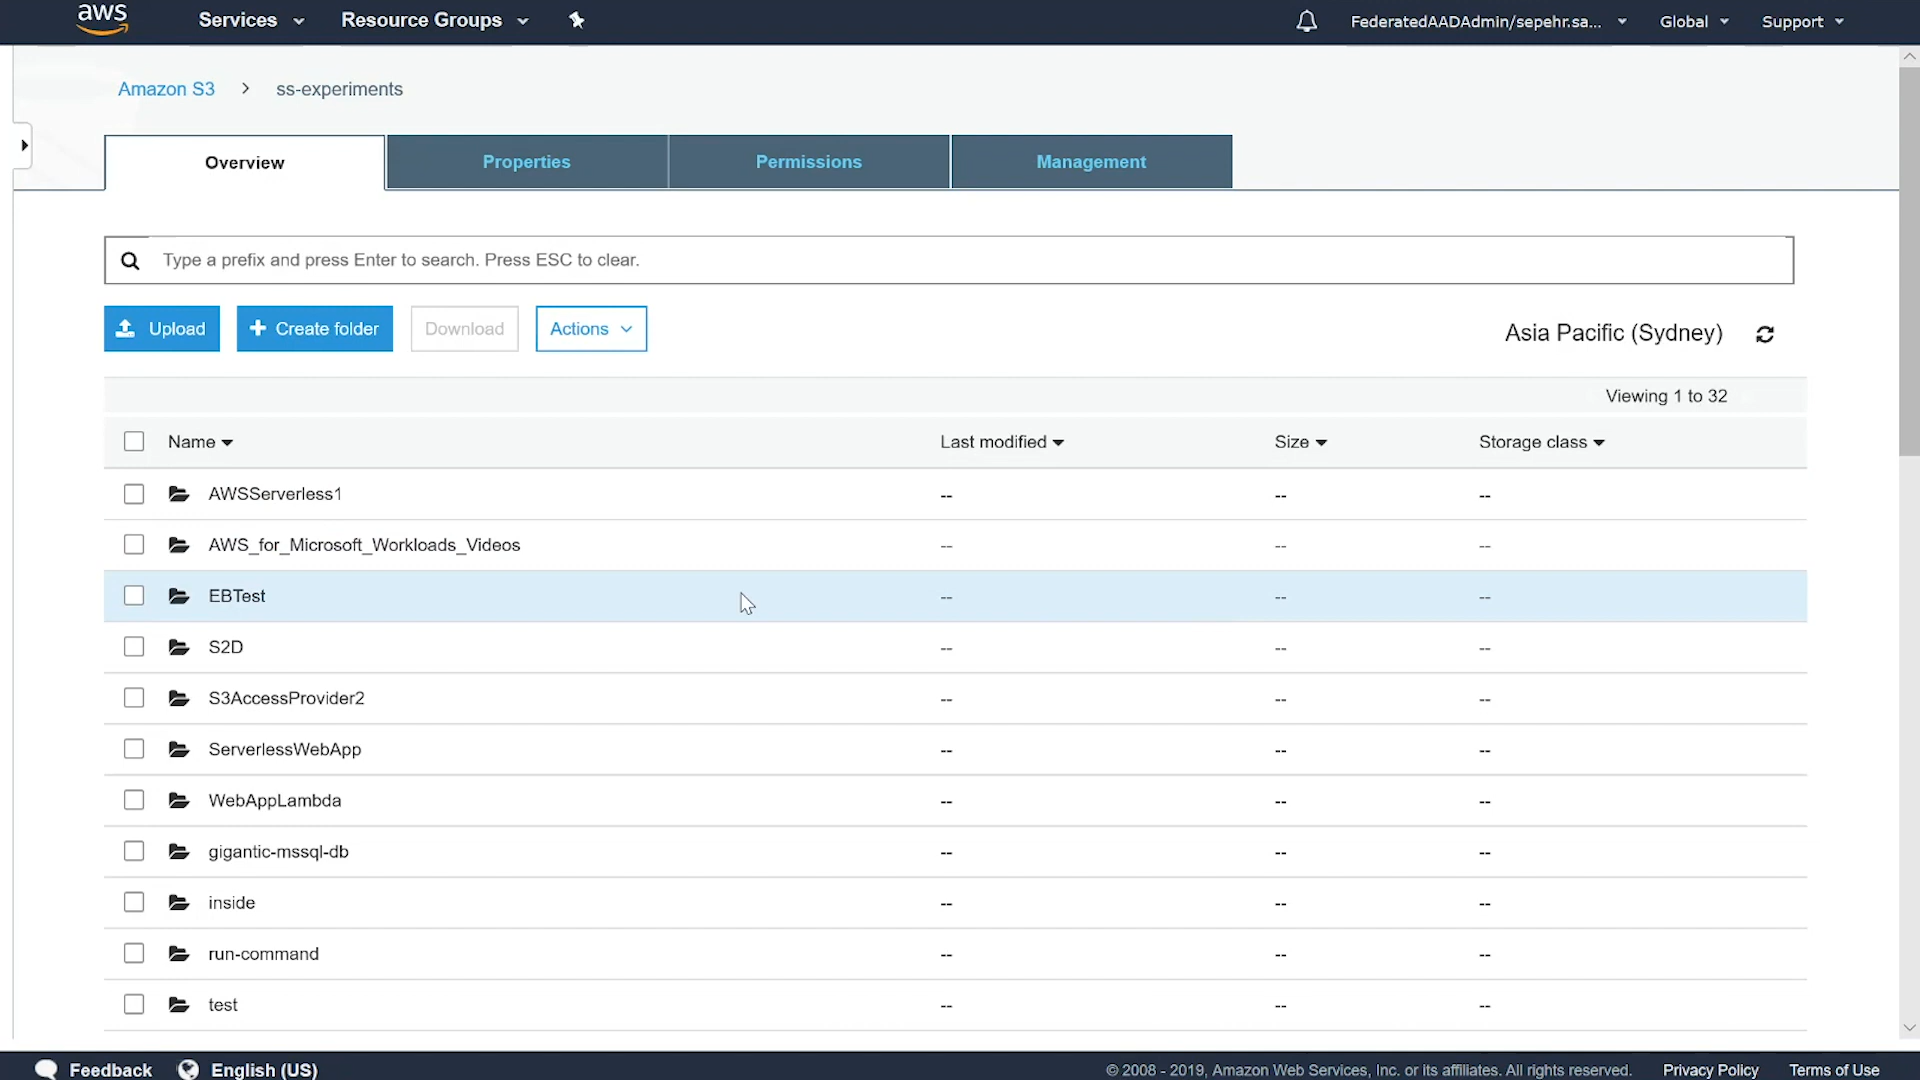 aws Services Resource Groups FederatedAADAdmin/sepehr.sa... Global Support
Amazon S3 > ss-experiments
Overview Properties Permissions Management
Type a prefix and press Enter to search. Press ESC to clear.
Upload + Create folder Download Actions Asia Pacific (Sydney)
Viewing 1 to 32
Name Last modified Size Storage class
AWSServerless1 -- -- --
AWS_for_Microsoft_Workloads_Videos -- -- --
EBTest -- -- --
S2D -- -- --
S3AccessProvider2 -- -- --
ServerlessWebApp -- -- --
WebAppLambda -- -- --
gigantic-mssql-db -- -- --
inside -- -- --
run-command -- -- --
test -- -- --
Feedback English (US) © 2008 - 2019, Amazon Web Services, Inc. or its affiliates. All rights reserved. Privacy Policy Terms of Use